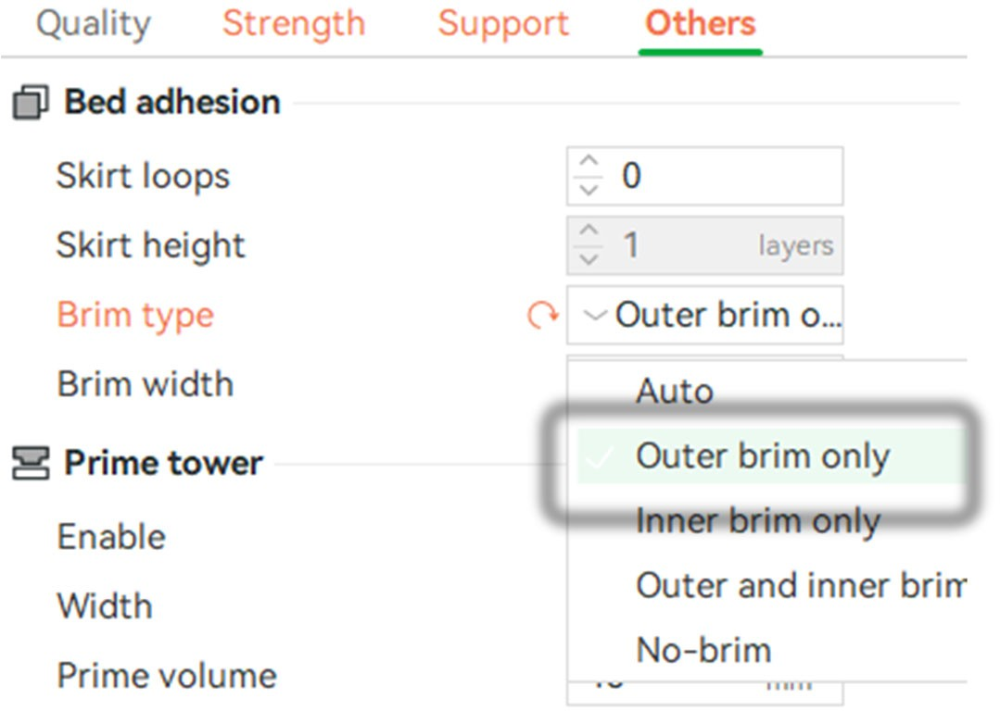 Quality Strength Support Others
Bed adhesion
Skirt loops 0
Skirt height 1 layers
Brim type Outer brim o...
Brim width
Auto
Prime tower
Outer brim only
Enable
Inner brim only
Width
Outer and inner brim
Prime volume
No-brim